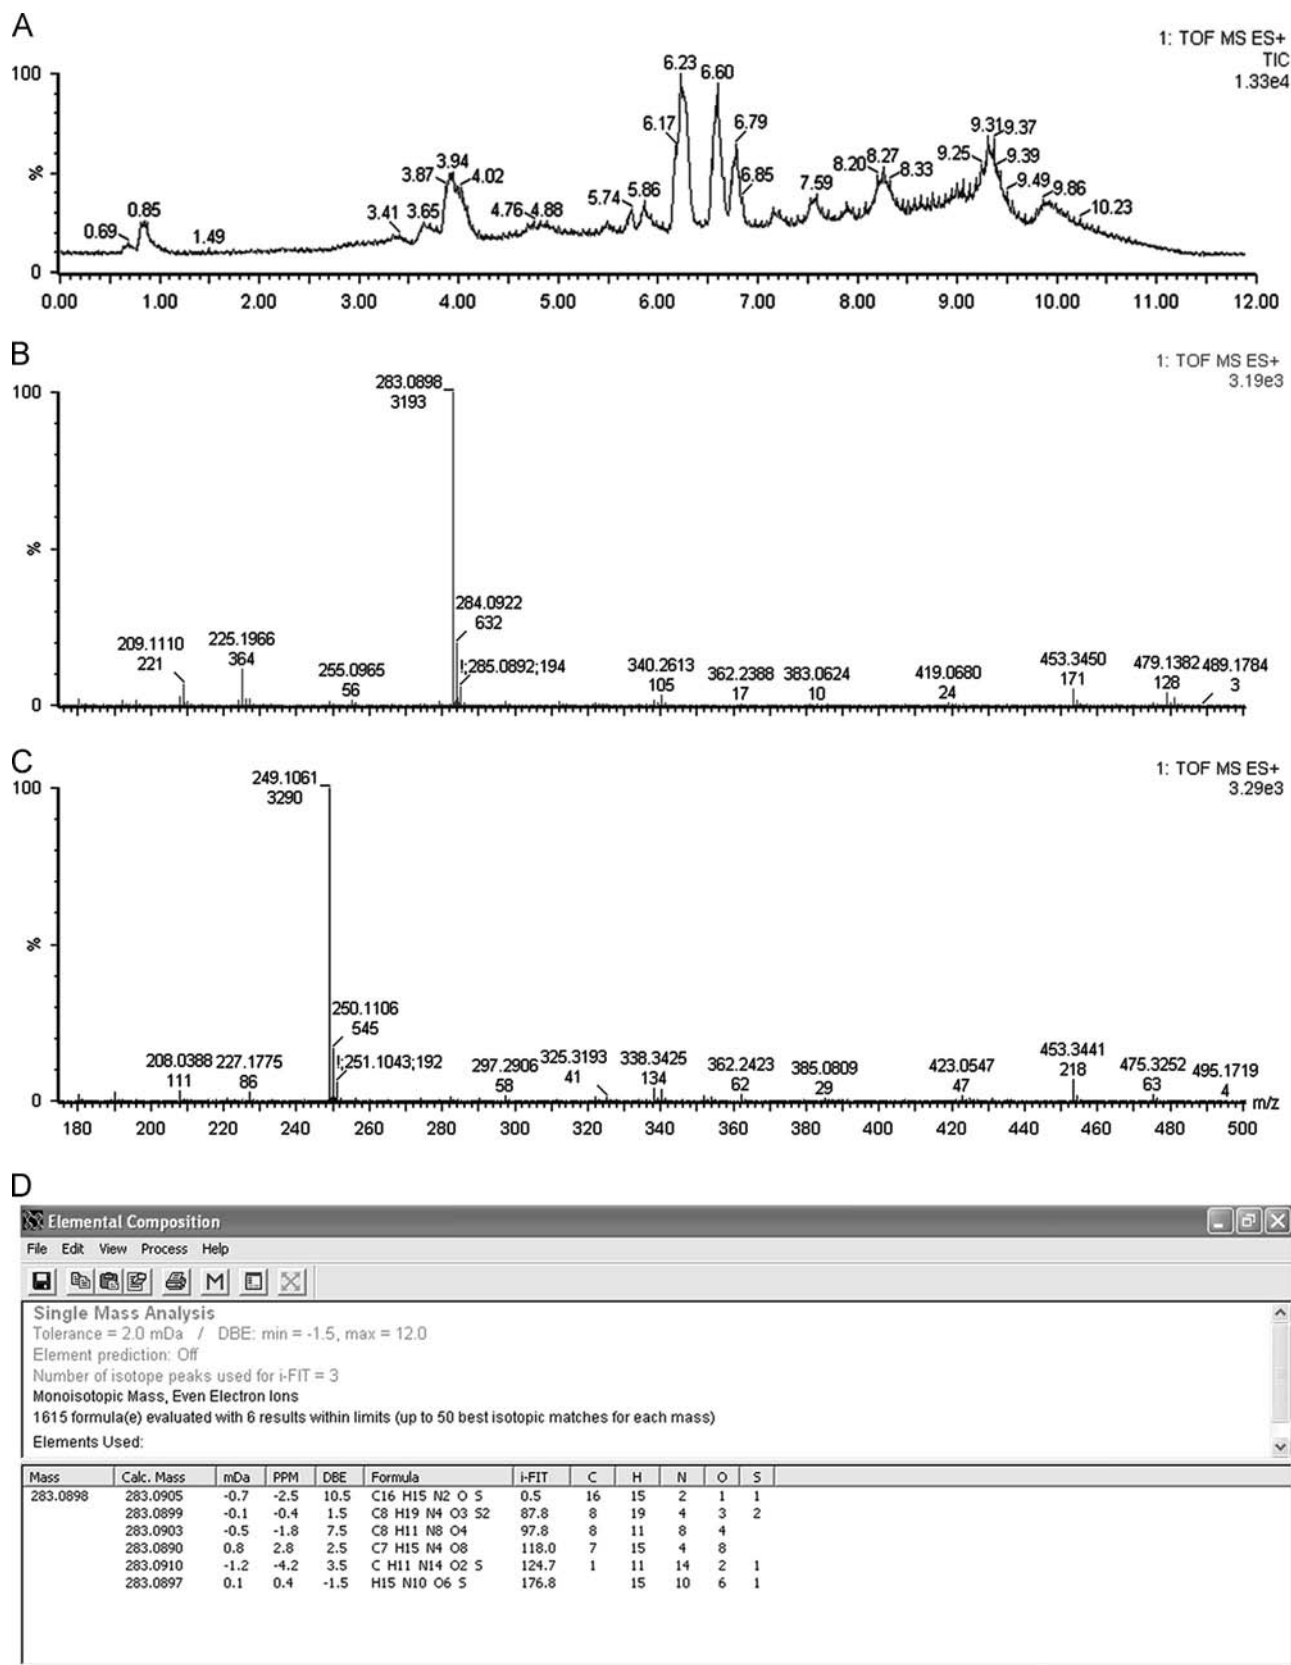 A
1: TOF MS ES+
TIC
1.33e4
100
%
0
0.69
0.85
1.49
3.41
3.65
3.87
3.94
4.02
4.76
4.88
5.74
5.86
6.17
6.23
6.60
6.79
6.85
7.59
8.20
8.27
8.33
9.25
9.31
9.37
9.39
9.49
9.86
10.23
0.00 1.00 2.00 3.00 4.00 5.00 6.00 7.00 8.00 9.00 10.00 11.00 12.00
B
1: TOF MS ES+
3.19e3
100
%
0
209.1110
221
225.1966
364
255.0965
56
283.0898
3193
284.0922
632
!;285.0892;194
340.2613
105
362.2388
17
383.0624
10
419.0680
24
453.3450
171
479.1382
128
489.1784
3
C
1: TOF MS ES+
3.29e3
100
%
0
208.0388
111
227.1775
86
249.1061
3290
250.1106
545
!;251.1043;192
297.2906
58
325.3193
41
338.3425
134
362.2423
62
385.0809
29
423.0547
47
453.3441
218
475.3252
63
495.1719
4
m/z
180 200 220 240 260 280 300 320 340 360 380 400 420 440 460 480 500
D
Elemental Composition
File Edit View Process Help
M
Single Mass Analysis
Tolerance = 2.0 mDa / DBE: min = -1.5, max = 12.0
Element prediction: Off
Number of isotope peaks used for i-FIT = 3
Monoisotopic Mass, Even Electron Ions
1615 formula(e) evaluated with 6 results within limits (up to 50 best isotopic matches for each mass)
Elements Used:
Mass Calc. Mass mDa PPM DBE Formula i-FIT C H N O S
283.0898 283.0905 -0.7 -2.5 10.5 C16 H15 N2 O S 0.5 16 15 2 1 1
283.0899 -0.1 -0.4 1.5 C8 H19 N4 O3 S2 87.8 8 19 4 3 2
283.0903 -0.5 -1.8 7.5 C8 H11 N8 O4 97.8 8 11 8 4
283.0890 0.8 2.8 2.5 C7 H15 N4 O8 118.0 7 15 4 8
283.0910 -1.2 -4.2 3.5 C H11 N14 O2 S 124.7 1 11 14 2 1
283.0897 0.1 0.4 -1.5 H15 N10 O6 S 176.8 15 10 6 1